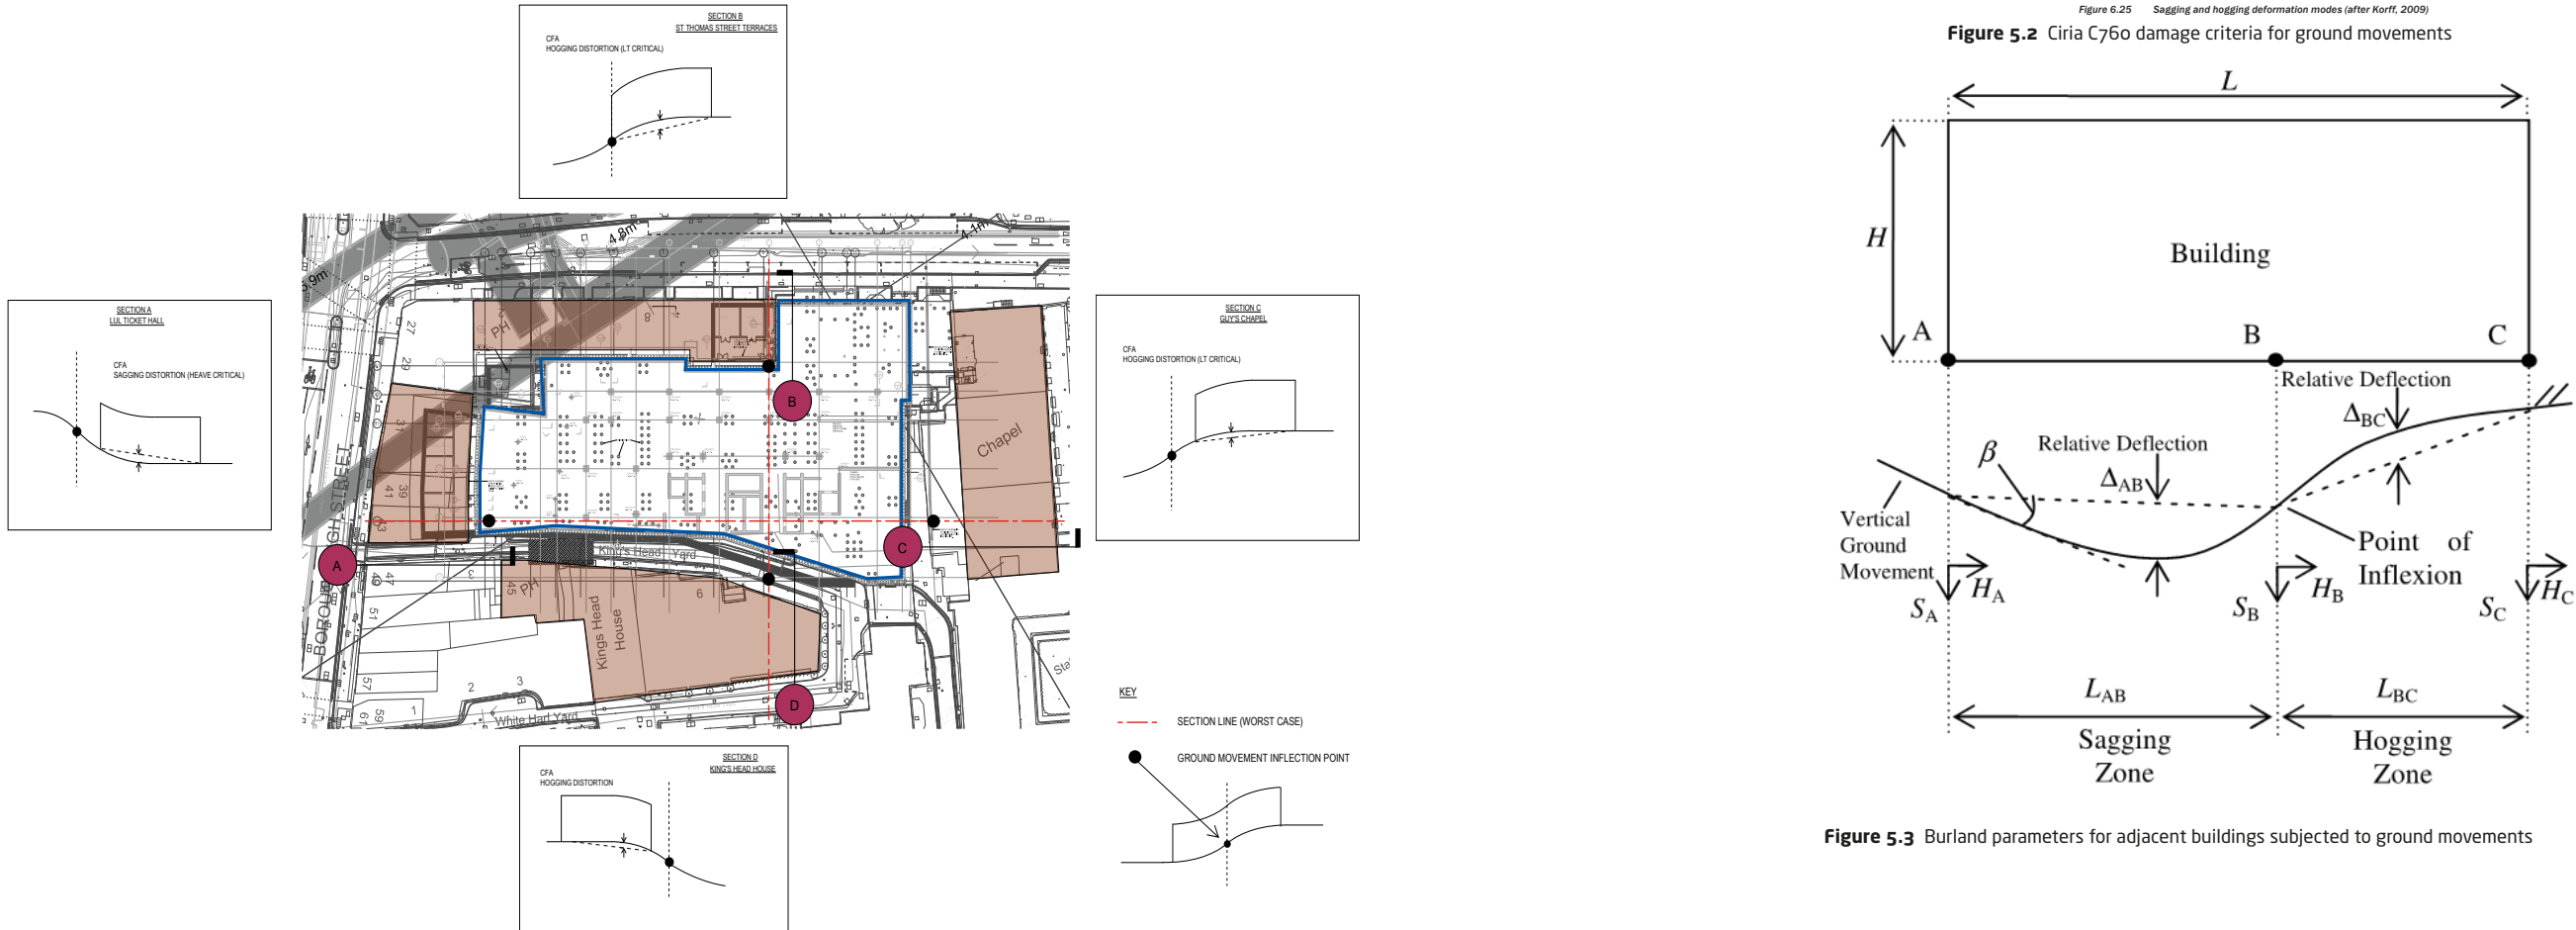 SECTION B
ST THOMAS STREET TERRACES
CFA
HOGGING DISTORTION (LT CRITICAL)
SECTION A
LUL TICKET HALL
CFA
SAGGING DISTORTION (HEAVE CRITICAL)
4.8m
4.1m
5.9m
27
29
31
39
41
43
PH
8
B
Chapel
BOROUGH STREET
King's Head Yard
A
C
3
47
49
51
45
PH
6
Kings Head
House
57
59
61
1
2
3
White Hart Yard
D
SECTION C
GUY'S CHAPEL
CFA
HOGGING DISTORTION (LT CRITICAL)
SECTION D
KING'S HEAD HOUSE
CFA
HOGGING DISTORTION
KEY
SECTION LINE (WORST CASE)
GROUND MOVEMENT INFLECTION POINT
Figure 6.25 Sagging and hogging deformation modes (after Korff, 2009)
Figure 5.2 Ciria C760 damage criteria for ground movements
L
H
Building
A
B
C
Relative Deflection
ΔBC
Relative Deflection
ΔAB
β
Vertical
Ground
Movement
Point of
Inflexion
SA HA
SB HB
SC HC
LAB
LBC
Sagging
Zone
Hogging
Zone
Figure 5.3 Burland parameters for adjacent buildings subjected to ground movements